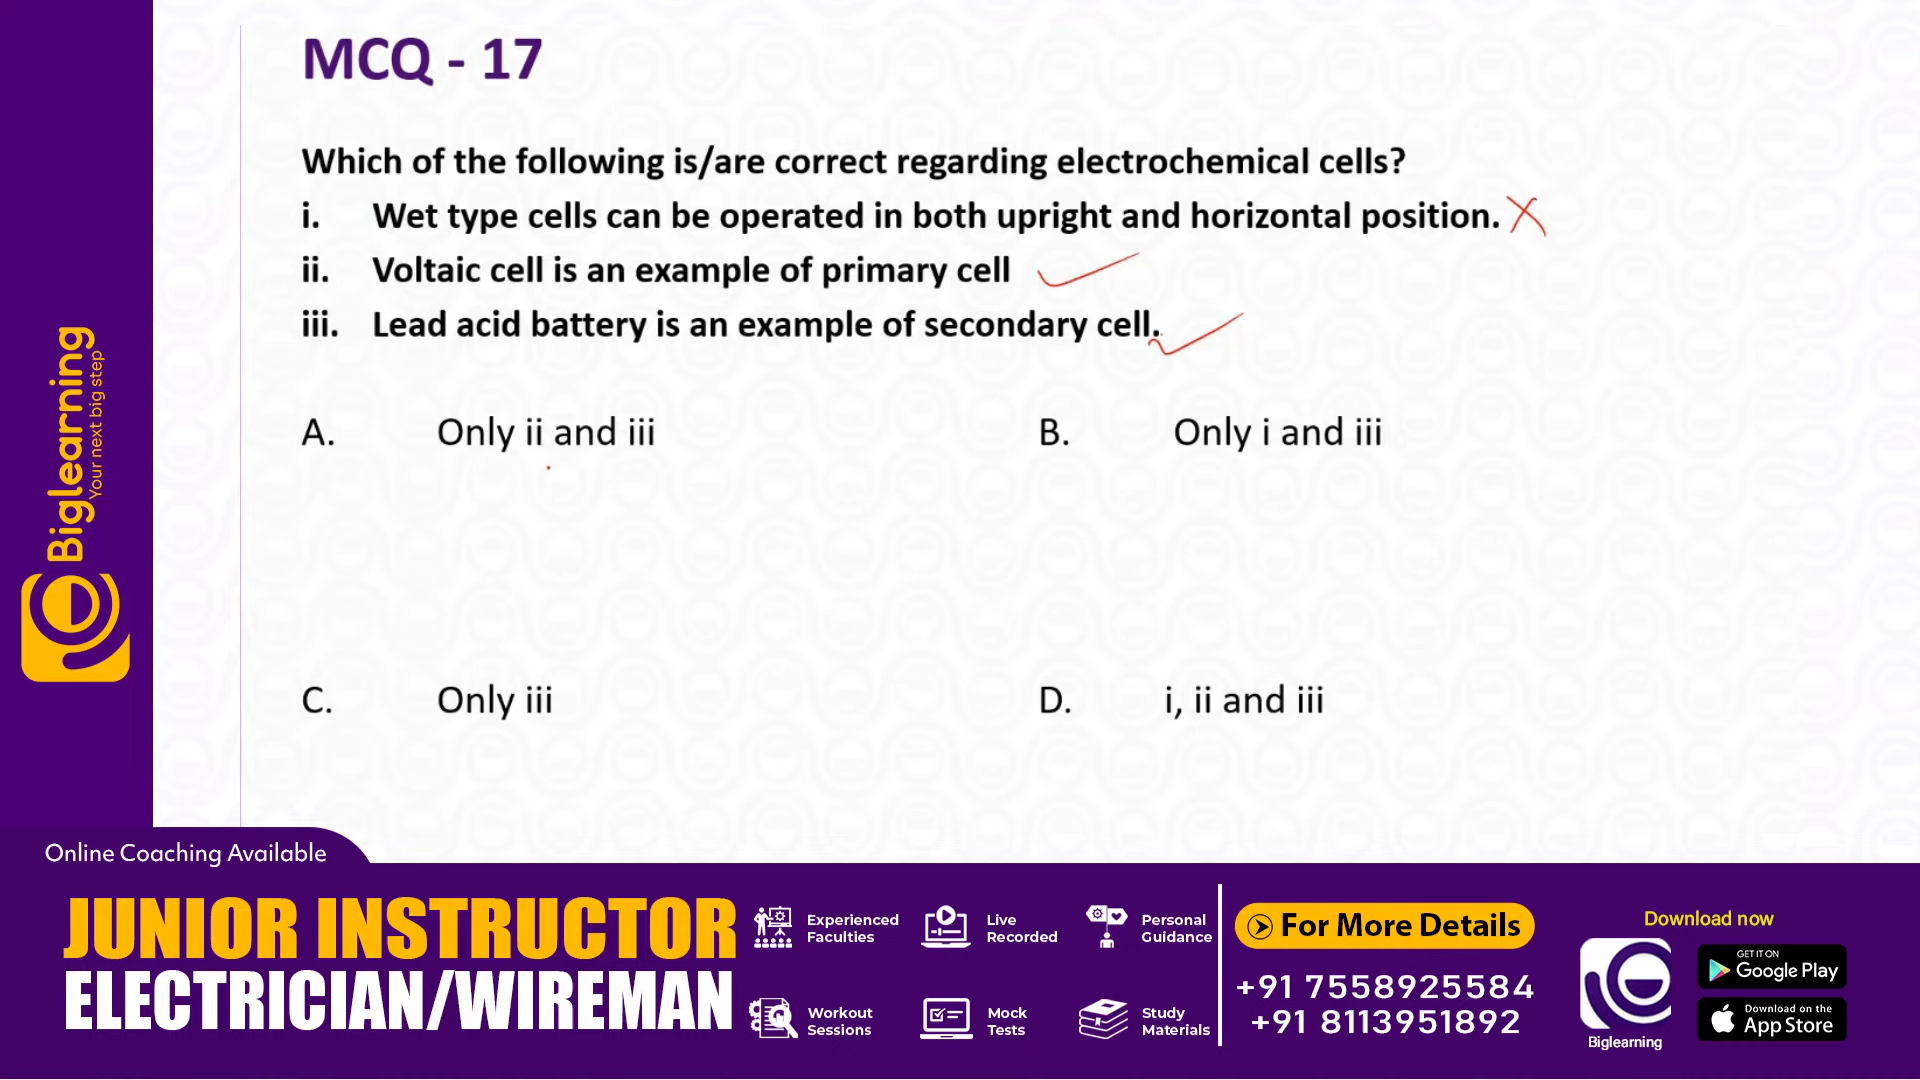 MCQ - 17
Which of the following is/are correct regarding electrochemical cells?
i. Wet type cells can be operated in both upright and horizontal position.
ii. Voltaic cell is an example of primary cell
iii. Lead acid battery is an example of secondary cell.
A. Only ii and iii
B. Only i and iii
C. Only iii
D. i, ii and iii
Biglearning
Your next big step
Online Coaching Available
JUNIOR INSTRUCTOR
ELECTRICIAN/WIREMAN
Experienced
Faculties
Live
Recorded
Personal
Guidance
Workout
Sessions
Mock
Tests
Study
Materials
For More Details
+91 7558925584
+91 8113951892
Download now
Biglearning
GET IT ON
Google Play
Download on the
App Store